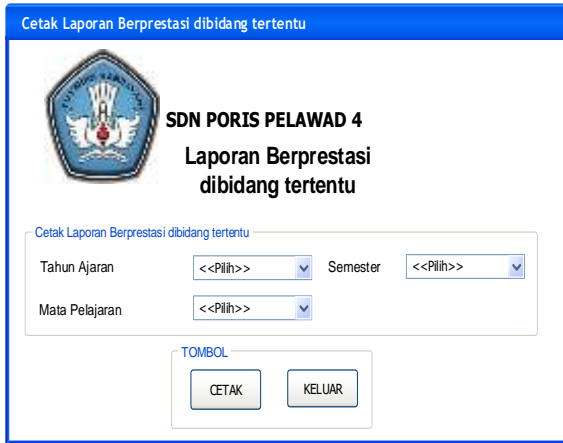 Cetak Laporan Berprestasi dibidang tertentu
SDN PORIS PELAWAD 4
Laporan Berprestasi
dibidang tertentu
Cetak Laporan Berprestasi dibidang tertentu
Tahun Ajaran <<Pilih>> Semester <<Pilih>>
Mata Pelajaran <<Pilih>>
TOMBOL
CETAK KELUAR